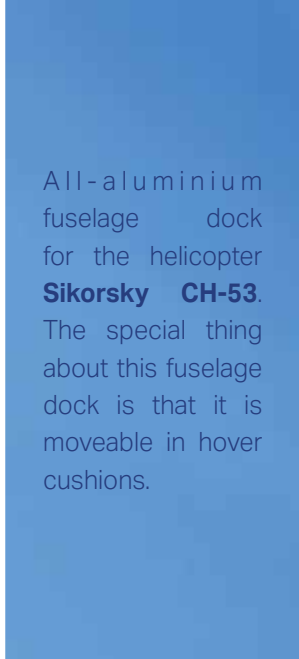 All-aluminium
fuselage dock
for the helicopter
Sikorsky CH-53.
The special thing
about this fuselage
dock is that it is
moveable in hover
cushions.